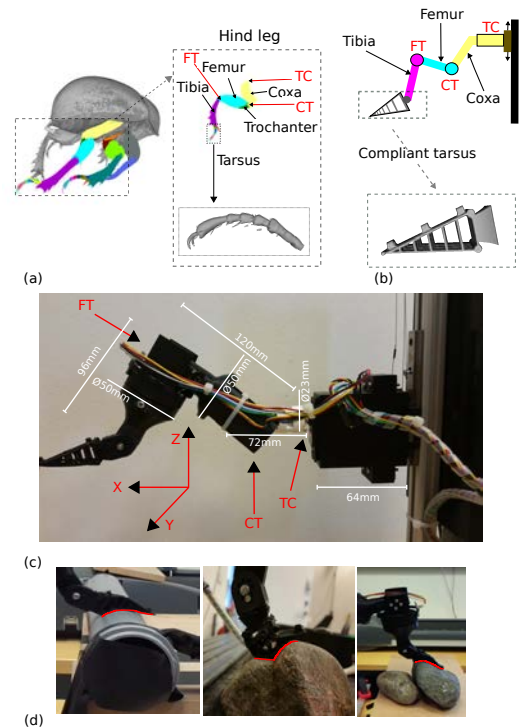 Hind leg
FT
Femur
Tibia
TC
Coxa
CT
Trochanter
Tarsus
(a)
Femur
TC
FT
Tibia
CT
Coxa
Compliant tarsus
(b)
FT
96mm
Ø50mm
120mm
Ø50mm
Ø23mm
72mm
64mm
Z
X
Y
CT
TC
(c)
(d)